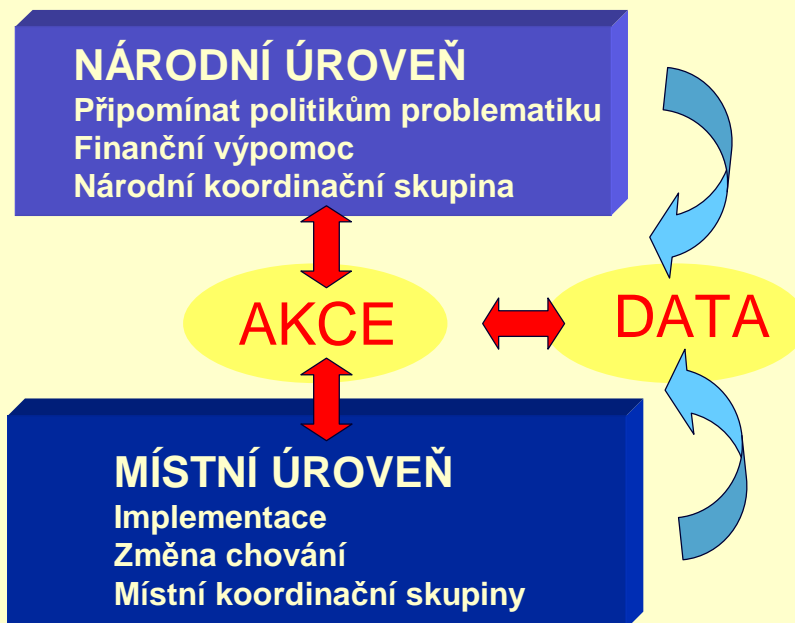 NÁRODNÍ ÚROVEŇ
Připomínat politikům problematiku
Finanční výpomoc
Národní koordinační skupina
AKCE
DATA
MÍSTNÍ ÚROVEŇ
Implementace
Změna chování
Místní koordinační skupiny